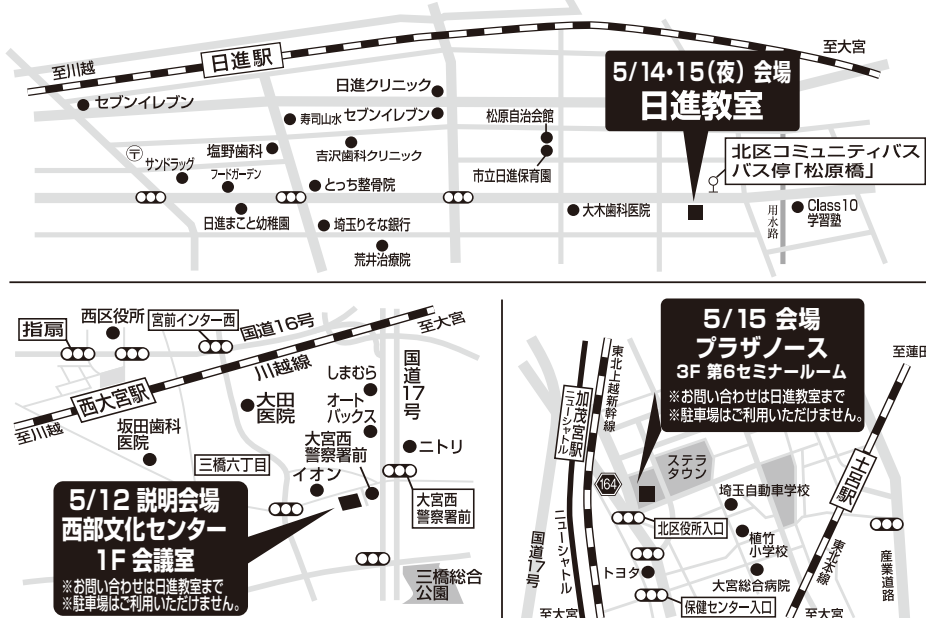 至川越
日進駅
至大宮
5/14・15(夜) 会場
日進教室
セブンイレブン
日進クリニック
寿司山水
セブンイレブン
松原自治会館
北区コミュニティバス
バス停「松原橋」
〒
サンドラッグ
塩野歯科
吉沢歯科クリニック
フードガーデン
とっち整骨院
市立日進保育園
日進まこと幼稚園
埼玉りそな銀行
大木歯科医院
用水路
Class10
学習塾
荒井治療院
指扇
西区役所
宮前インター西
国道16号
至大宮
川越線
西大宮駅
至川越
しまむら
オート
バックス
国道17号
大田
医院
坂田歯科
医院
大宮西
警察署前
ニトリ
三橋六丁目
イオン
大宮西
警察署前
5/12 説明会場
西部文化センター
1F 会議室
※お問い合わせは日進教室まで
※駐車場はご利用いただけません。
三橋総合
公園
5/15 会場
プラザノース
3F 第6セミナールーム
※お問い合わせは日進教室まで
※駐車場はご利用いただけません。
東北上越新幹線
加茂宮駅
ニューシャトル
至蓮田
土呂駅
ステラ
タウン
164
埼玉自動車学校
北区役所入口
植竹
小学校
ニューシャトル
国道17号
トヨタ
大宮総合病院
東北本線
産業道路
保健センター入口
至大宮
至大宮